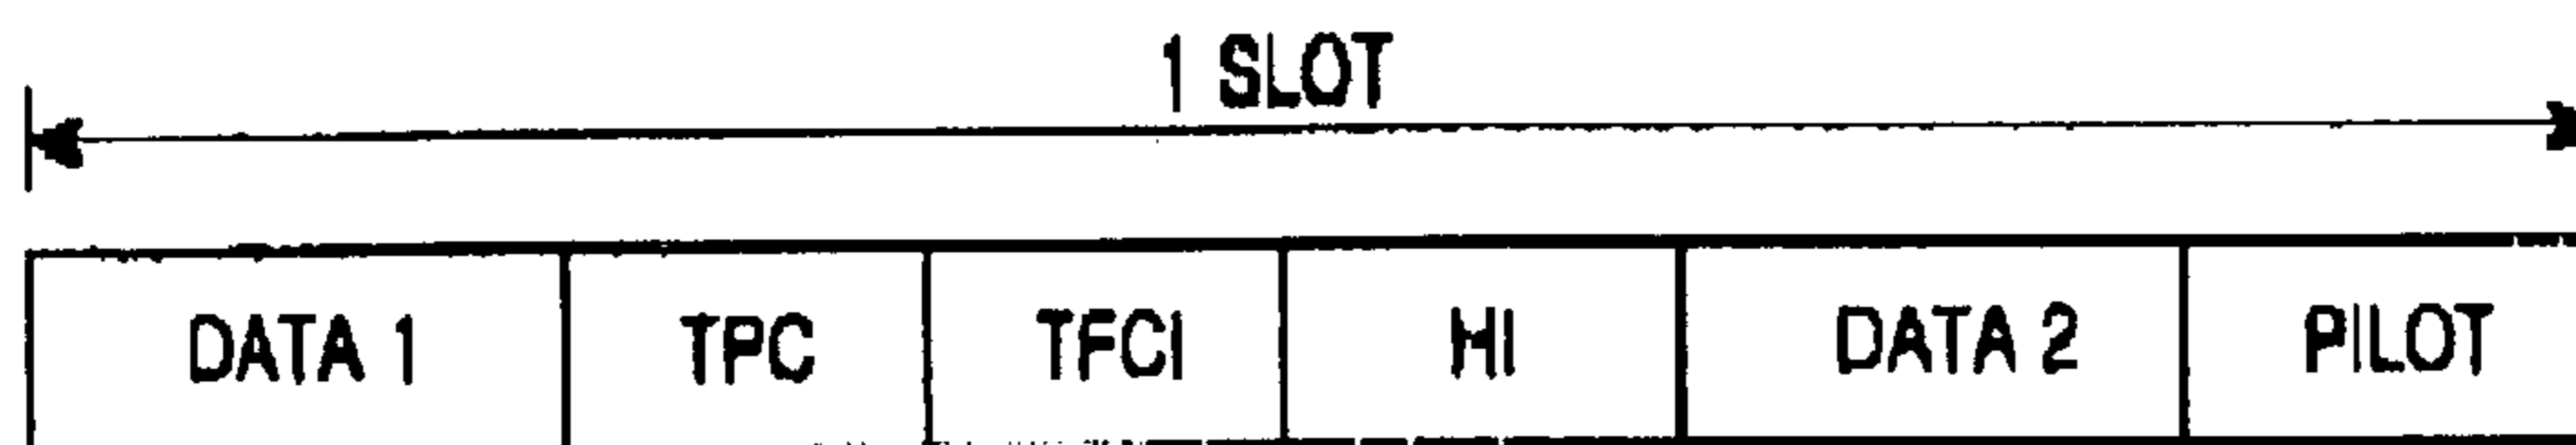 1 SLOT
DATA 1 TPC TFCI HI DATA 2 PILOT